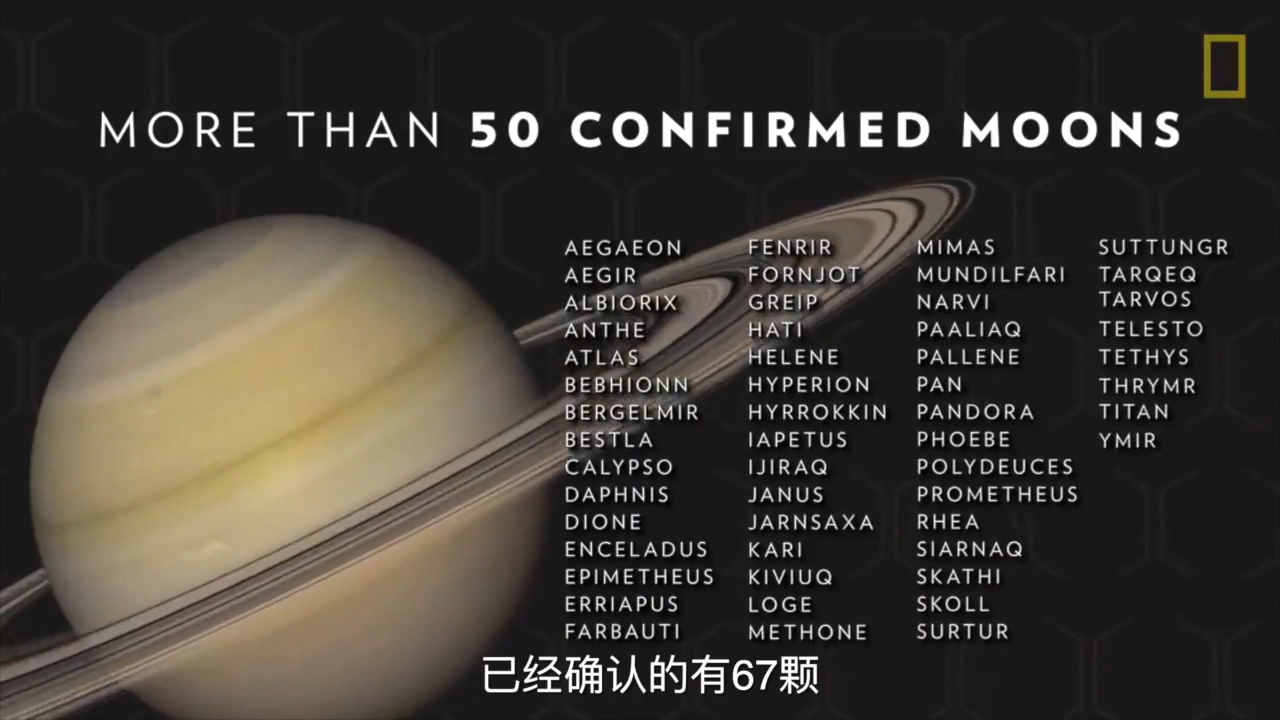 MORE THAN 50 CONFIRMED MOONS
AEGAEON
AEGIR
ALBIORIX
ANTHE
ATLAS
BEBHIONN
BERGELMIR
BESTLA
CALYPSO
DAPHNIS
DIONE
ENCELADUS
EPIMETHEUS
ERRIAPUS
FARBAUTI
FENRIR
FORNJOT
GREIP
HATI
HELENE
HYPERION
HYRROKKIN
IAPETUS
IJIRAQ
JANUS
JARNSAXA
KARI
KIVIUQ
LOGE
METHONE
MIMAS
MUNDILFARI
NARVI
PAALIAQ
PALLENE
PAN
PANDORA
PHOEBE
POLYDEUCES
PROMETHEUS
RHEA
SIARNAQ
SKATHI
SKOLL
SURTUR
SUTTUNGR
TARQEQ
TARVOS
TELESTO
TETHYS
THRYMR
TITAN
YMIR
已经确认的有67颗